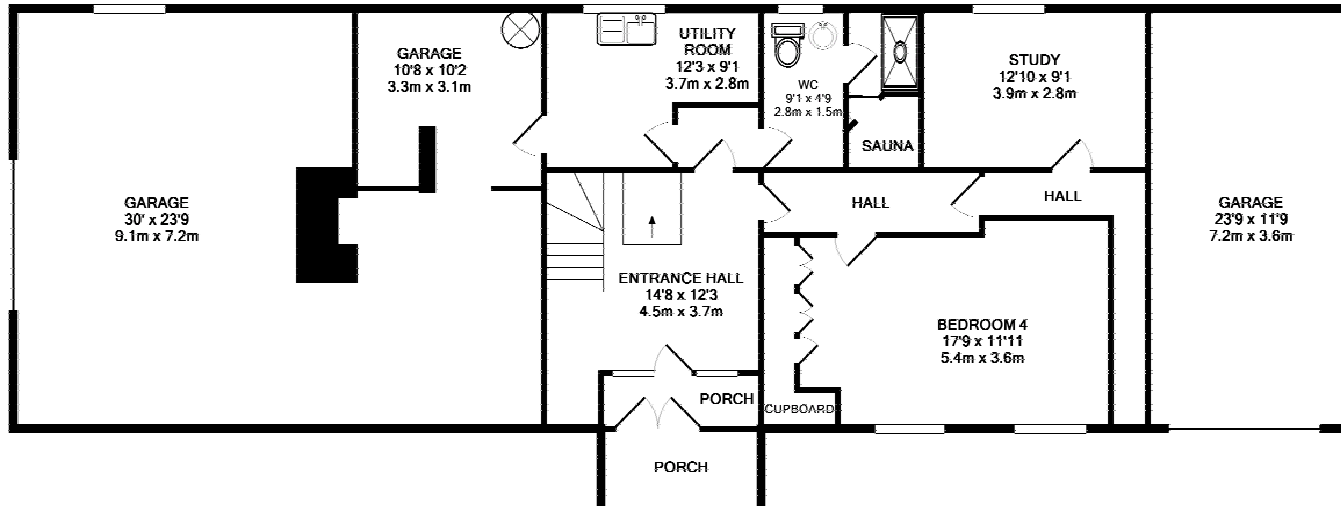 GARAGE
10'8 x 10'2
3.3m x 3.1m
UTILITY
ROOM
12'3 x 9'1
3.7m x 2.8m
WC
9'1 x 4'9
2.8m x 1.5m
SAUNA
STUDY
12'10 x 9'1
3.9m x 2.8m
GARAGE
30' x 23'9
9.1m x 7.2m
HALL
HALL
GARAGE
23'9 x 11'9
7.2m x 3.6m
ENTRANCE HALL
14'8 x 12'3
4.5m x 3.7m
BEDROOM 4
17'9 x 11'11
5.4m x 3.6m
PORCH
CUPBOARD
PORCH